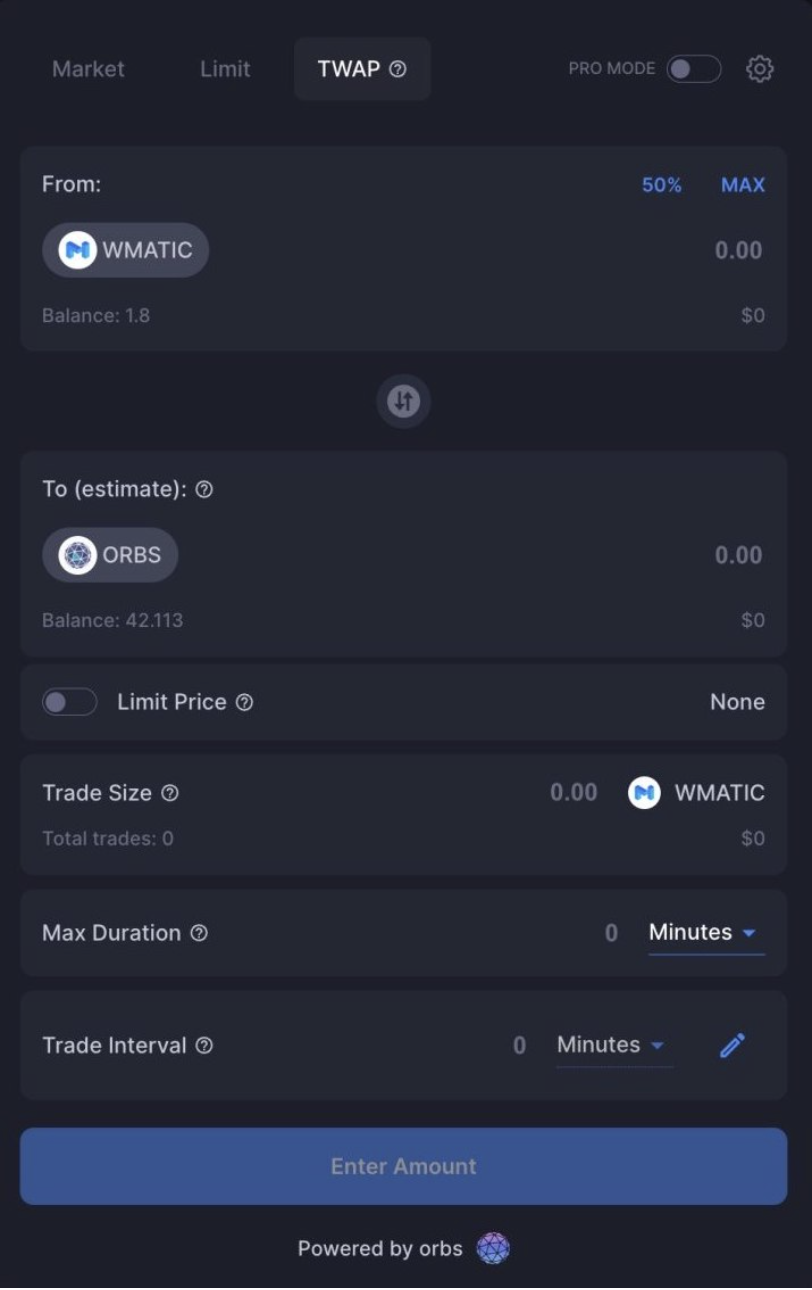 Market Limit TWAP PRO MODE
From: 50% MAX
WMATIC 0.00
Balance: 1.8 $0
To (estimate): 
ORBS 0.00
Balance: 42.113 $0
Limit Price None
Trade Size 0.00 WMATIC
Total trades: 0 $0
Max Duration 0 Minutes
Trade Interval 0 Minutes
Enter Amount
Powered by orbs